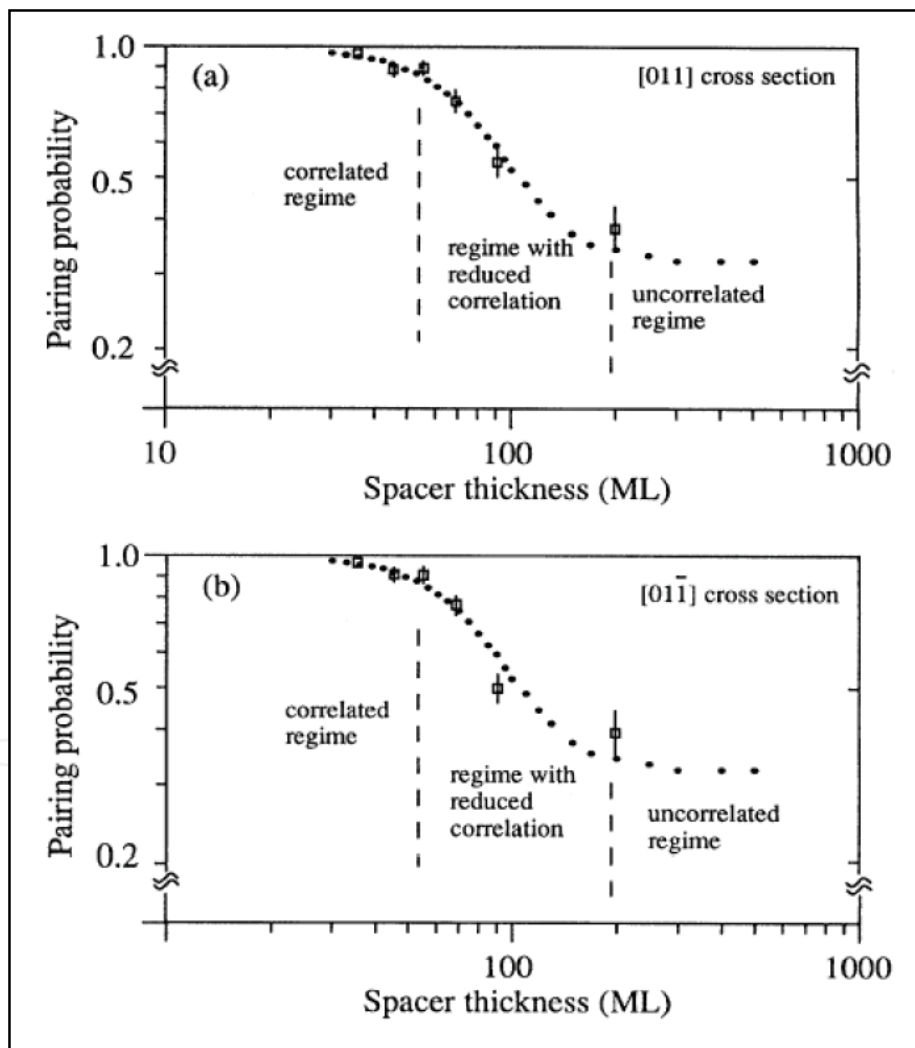 (a)
[011] cross section
Pairing probability
1.0
0.5
0.2
correlated
regime
regime with
reduced
correlation
uncorrelated
regime
10
100
1000
Spacer thickness (ML)
(b)
[011̅] cross section
Pairing probability
1.0
0.5
0.2
correlated
regime
regime with
reduced
correlation
uncorrelated
regime
100
1000
Spacer thickness (ML)